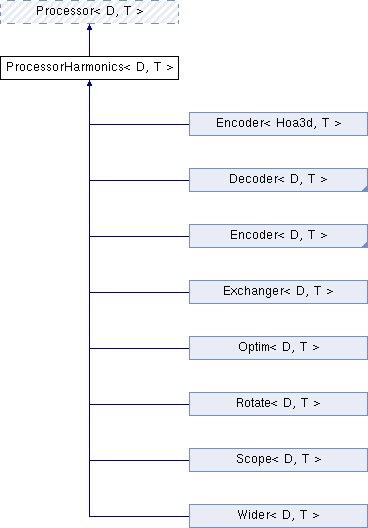 Processor< D, T >
ProcessorHarmonics< D, T >
Encoder< Hoa3d, T >
Decoder< D, T >
Encoder< D, T >
Exchanger< D, T >
Optim< D, T >
Rotate< D, T >
Scope< D, T >
Wider< D, T >